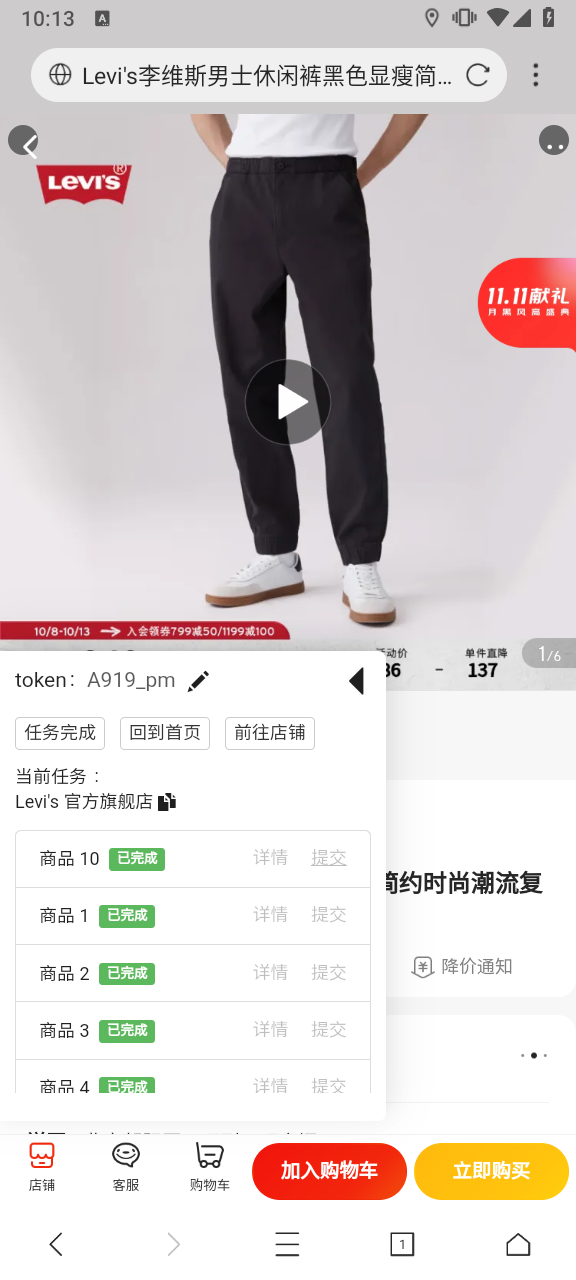 10:13
A
Levi's李维斯男士休闲裤黑色显瘦简...
LEVI'S®
11.11献礼
月黑风高盛典
10/8-10/13 → 入会领券799减50/1199减100
动价
单件直降
86 - 137
1/6
token: A919_pm
任务完成
回到首页
前往店铺
当前任务：
Levi's 官方旗舰店
商品 10 已完成 详情 提交
商品 1 已完成 详情 提交
商品 2 已完成 详情 提交
商品 3 已完成 详情 提交
商品 4 已完成 详情 提交
简约时尚潮流复
¥ 降价通知
店铺
客服
购物车
加入购物车
立即购买
1